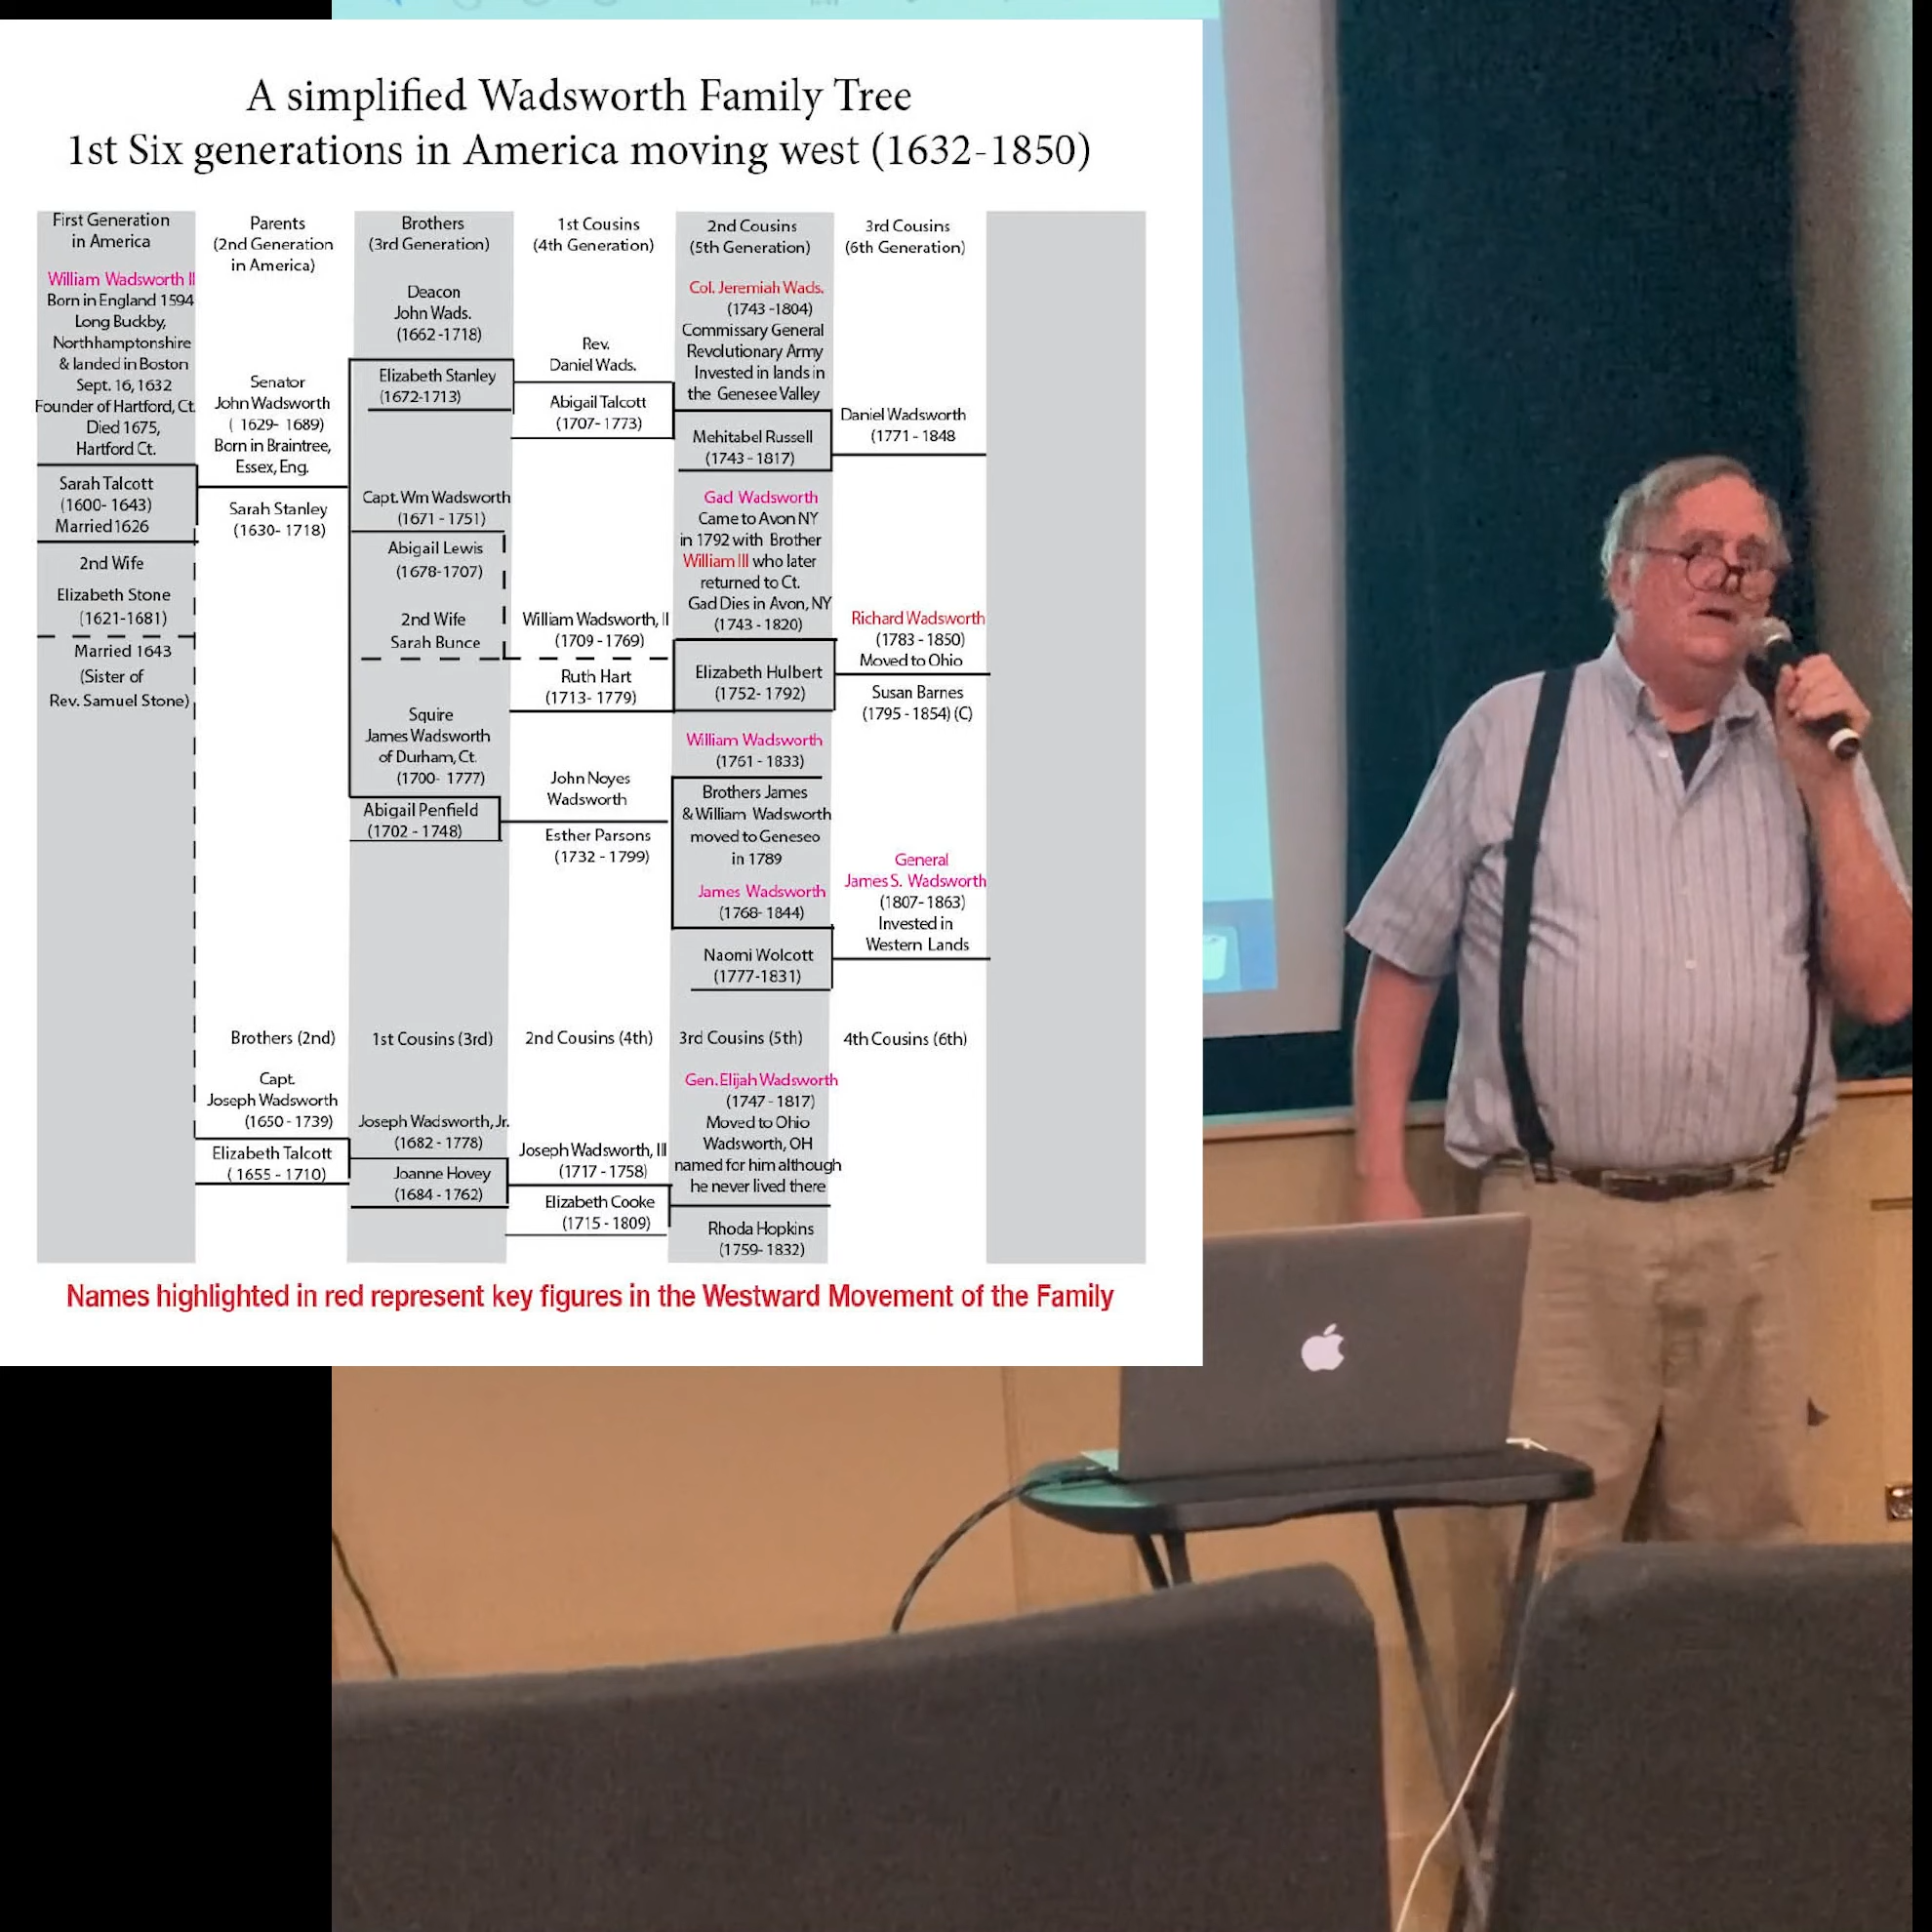 A simplified Wadsworth Family Tree
1st Six generations in America moving west (1632-1850)
First Generation
in America
William Wadsworth II
Born in England 1594
Long Buckby,
Northhamptonshire
& landed in Boston
Sept. 16, 1632
Founder of Hartford, Ct.
Died 1675,
Hartford Ct.
Sarah Talcott
(1600- 1643)
Married 1626
2nd Wife
Elizabeth Stone
(1621-1681)
Married 1643
(Sister of
Rev. Samuel Stone)
Parents
(2nd Generation
in America)
Senator
John Wadsworth
( 1629- 1689)
Born in Braintree,
Essex, Eng.
Sarah Stanley
(1630- 1718)
Brothers (2nd)
Capt.
Joseph Wadsworth
(1650 - 1739)
Elizabeth Talcott
( 1655 - 1710)
Brothers
(3rd Generation)
Deacon
John Wads.
(1662 -1718)
Elizabeth Stanley
(1672-1713)
Capt. Wm Wadsworth
(1671 - 1751)
Abigail Lewis
(1678-1707)
2nd Wife
Sarah Bunce
Squire
James Wadsworth
of Durham, Ct.
(1700- 1777)
Abigail Penfield
(1702 - 1748)
1st Cousins (3rd)
Joseph Wadsworth, Jr.
(1682 - 1778)
Joanne Hovey
(1684 - 1762)
1st Cousins
(4th Generation)
Rev.
Daniel Wads.
Abigail Talcott
(1707- 1773)
William Wadsworth, II
(1709 - 1769)
Ruth Hart
(1713- 1779)
John Noyes
Wadsworth
Esther Parsons
(1732 - 1799)
2nd Cousins (4th)
Joseph Wadsworth, III
(1717 - 1758)
Elizabeth Cooke
(1715 - 1809)
2nd Cousins
(5th Generation)
Col. Jeremiah Wads.
(1743 -1804)
Commissary General
Revolutionary Army
Invested in lands in
the Genesee Valley
Mehitabel Russell
(1743 - 1817)
Gad Wadsworth
Came to Avon NY
in 1792 with Brother
William III who later
returned to Ct.
Gad Dies in Avon, NY
(1743 - 1820)
Elizabeth Hulbert
(1752- 1792)
William Wadsworth
(1761 - 1833)
Brothers James
& William Wadsworth
moved to Geneseo
in 1789
James Wadsworth
(1768- 1844)
Naomi Wolcott
(1777-1831)
3rd Cousins (5th)
Gen. Elijah Wadsworth
(1747 - 1817)
Moved to Ohio
Wadsworth, OH
named for him although
he never lived there
Rhoda Hopkins
(1759- 1832)
3rd Cousins
(6th Generation)
Daniel Wadsworth
(1771 - 1848
Richard Wadsworth
(1783 - 1850)
Moved to Ohio
Susan Barnes
(1795 - 1854) (C)
General
James S. Wadsworth
(1807- 1863)
Invested in
Western Lands
4th Cousins (6th)
Names highlighted in red represent key figures in the Westward Movement of the Family